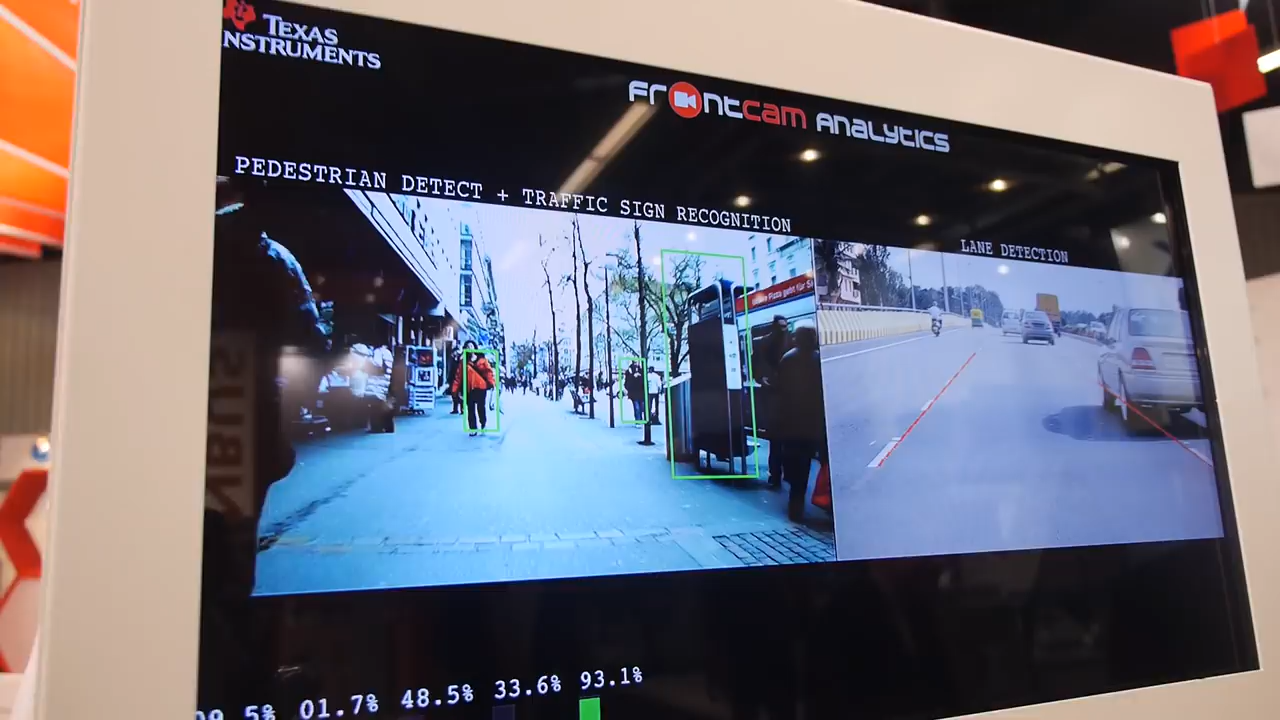 TEXAS
INSTRUMENTS
frontcam ANALYTICS
PEDESTRIAN DETECT + TRAFFIC SIGN RECOGNITION
LANE DETECTION
01.7% 48.5% 33.6% 93.1%